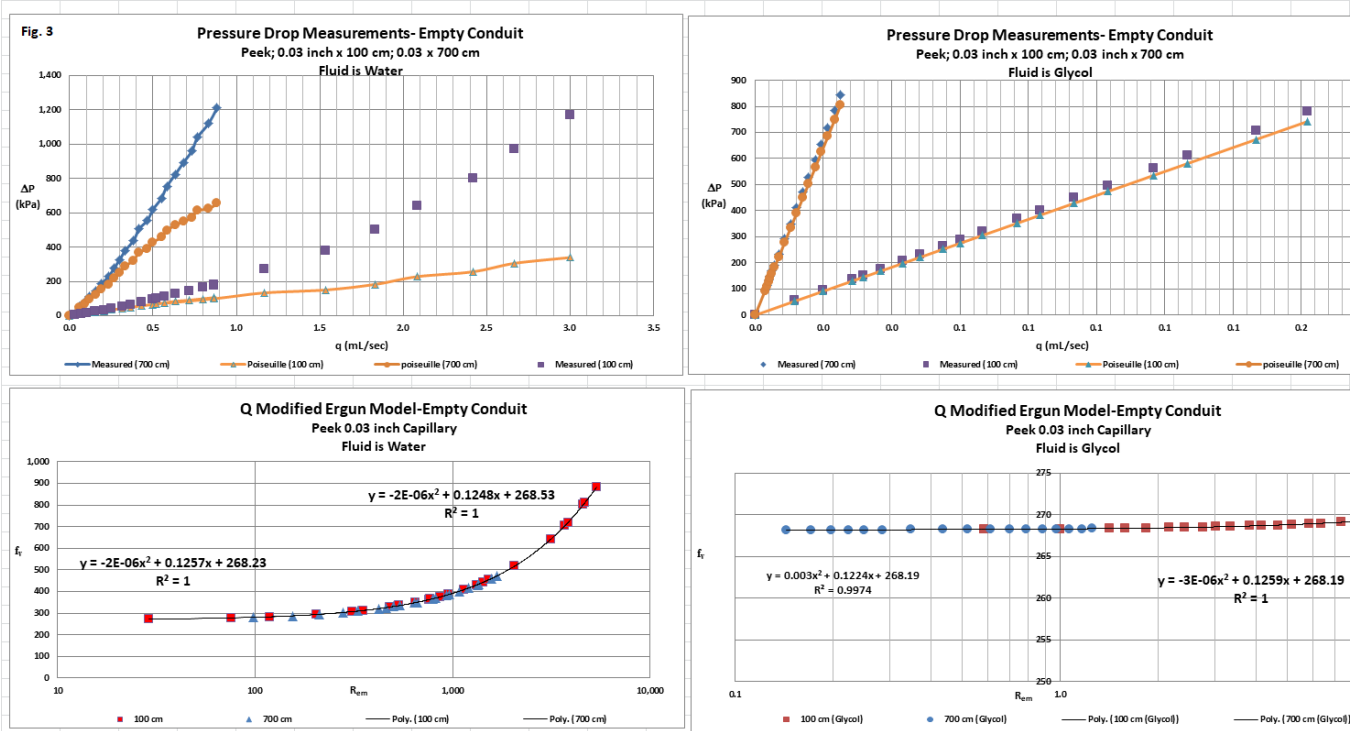 Fig. 3
Pressure Drop Measurements- Empty Conduit
Peek; 0.03 inch x 100 cm; 0.03 x 700 cm
Fluid is Water
1,400
1,200
1,000
800
600
400
200
0
ΔP
(kPa)
0.0 0.5 1.0 1.5 2.0 2.5 3.0 3.5
q (mL/sec)
Measured (700 cm) Poiseuille (100 cm) poiseuille (700 cm) Measured (100 cm)
Pressure Drop Measurements- Empty Conduit
Peek; 0.03 inch x 100 cm; 0.03 inch x 700 cm
Fluid is Glycol
900
800
700
600
500
400
300
200
100
0
ΔP
(kPa)
0.0 0.0 0.0 0.1 0.1 0.1 0.1 0.1 0.2
q (mL/sec)
Measured (700 cm) Measured (100 cm) Poiseuille (100 cm) poiseuille (700 cm)
Q Modified Ergun Model-Empty Conduit
Peek 0.03 inch Capillary
Fluid is Water
1,000
900
800
700
600
500
400
300
200
100
0
fv
y = -2E-06x² + 0.1248x + 268.53
R² = 1
y = -2E-06x² + 0.1257x + 268.23
R² = 1
10 100 1,000 10,000
Rem
100 cm 700 cm Poly. (100 cm) Poly. (700 cm)
Q Modified Ergun Model-Empty Conduit
Peek 0.03 inch Capillary
Fluid is Glycol
275
270
265
260
255
250
fv
y = 0.003x² + 0.1224x + 268.19
R² = 0.9974
y = -3E-06x² + 0.1259x + 268.19
R² = 1
0.1 1.0
Rem
100 cm (Glycol) 700 cm (Glycol) Poly. (100 cm (Glycol)) Poly. (700 cm (Glycol))